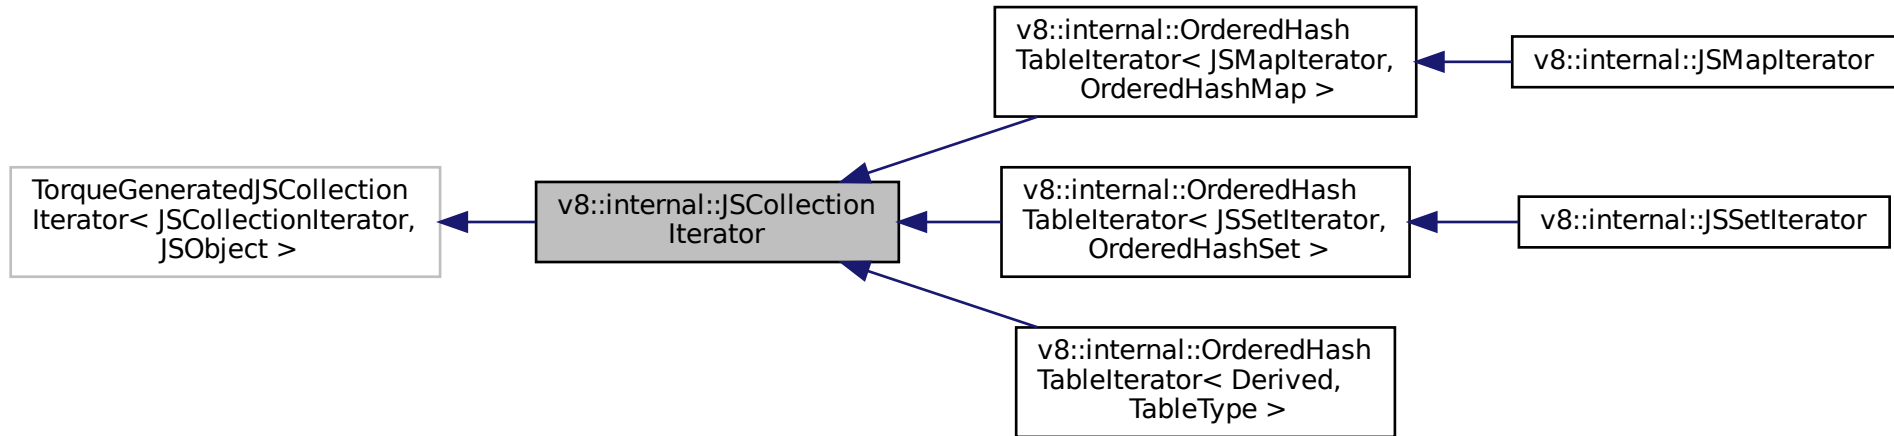 TorqueGeneratedJSCollection
Iterator< JSCollectionIterator,
JSObject >
v8::internal::JSCollection
Iterator
v8::internal::OrderedHash
TableIterator< JSMapIterator,
OrderedHashMap >
v8::internal::JSMapIterator
v8::internal::OrderedHash
TableIterator< JSSetIterator,
OrderedHashSet >
v8::internal::JSSetIterator
v8::internal::OrderedHash
TableIterator< Derived,
TableType >